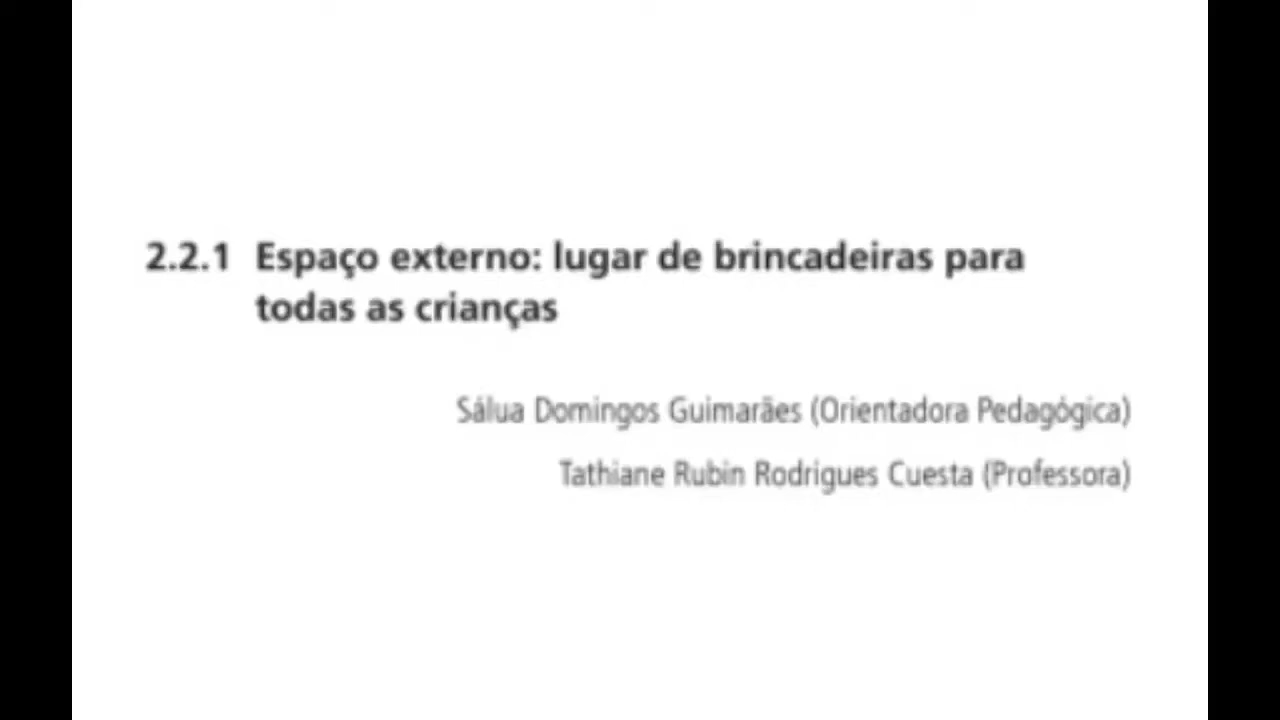 2.2.1 Espaço externo: lugar de brincadeiras para
todas as crianças
Sálua Domingos Guimarães (Orientadora Pedagógica)
Tathiane Rubin Rodrigues Cuesta (Professora)